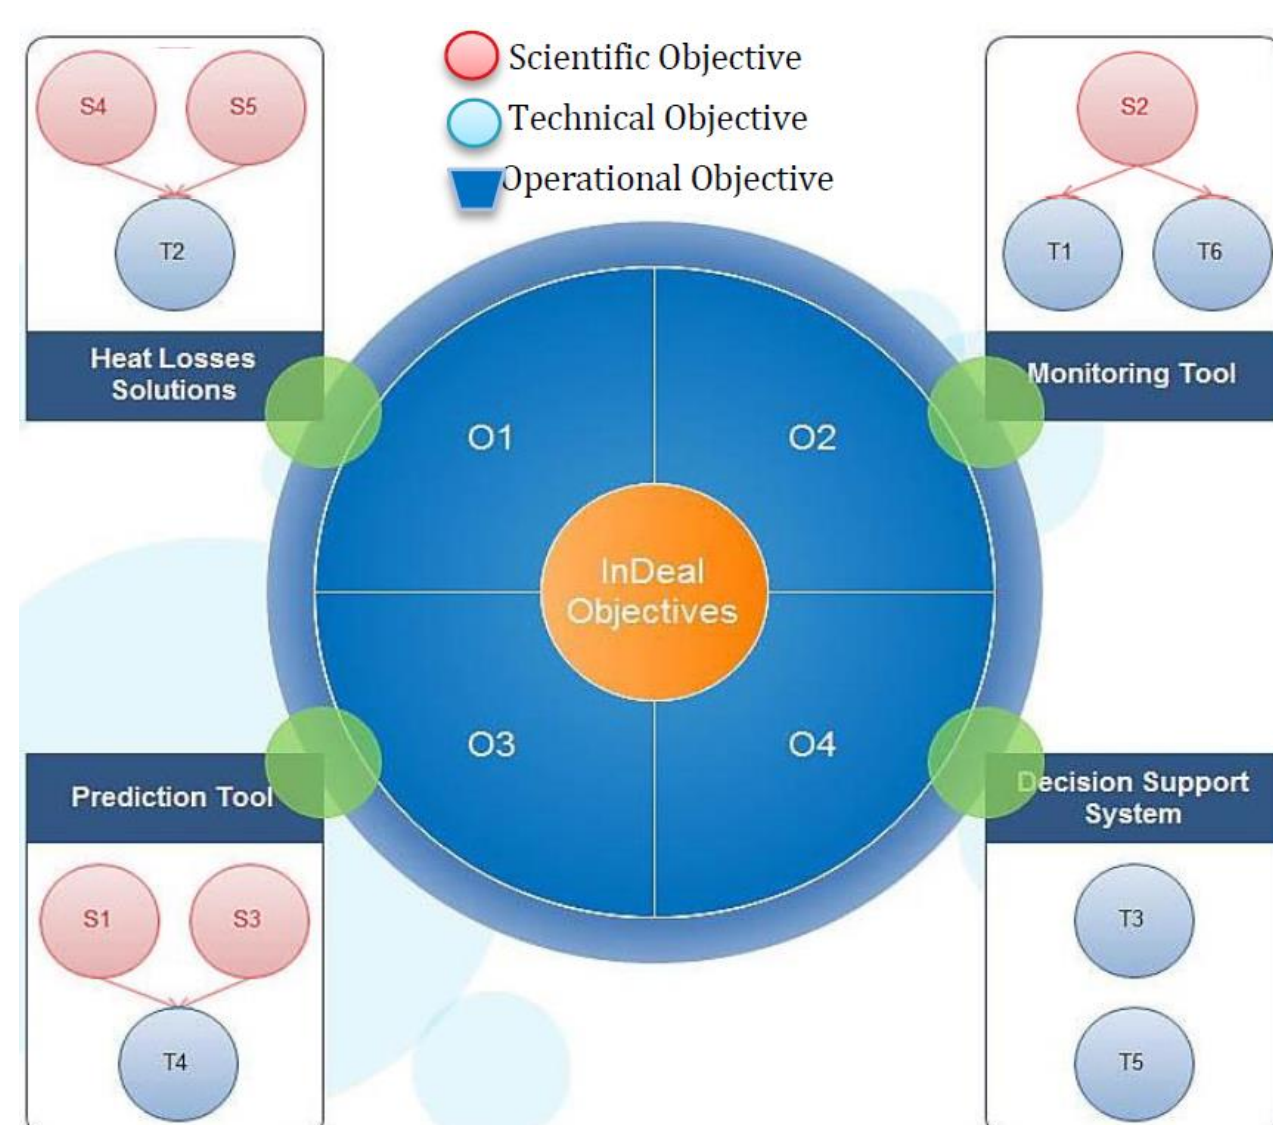 Scientific Objective
Technical Objective
Operational Objective
S4
S5
T2
Heat Losses
Solutions
S2
T1
T6
Monitoring Tool
O1
O2
InDeal
Objectives
O3
O4
Prediction Tool
S1
S3
T4
Decision Support
System
T3
T5